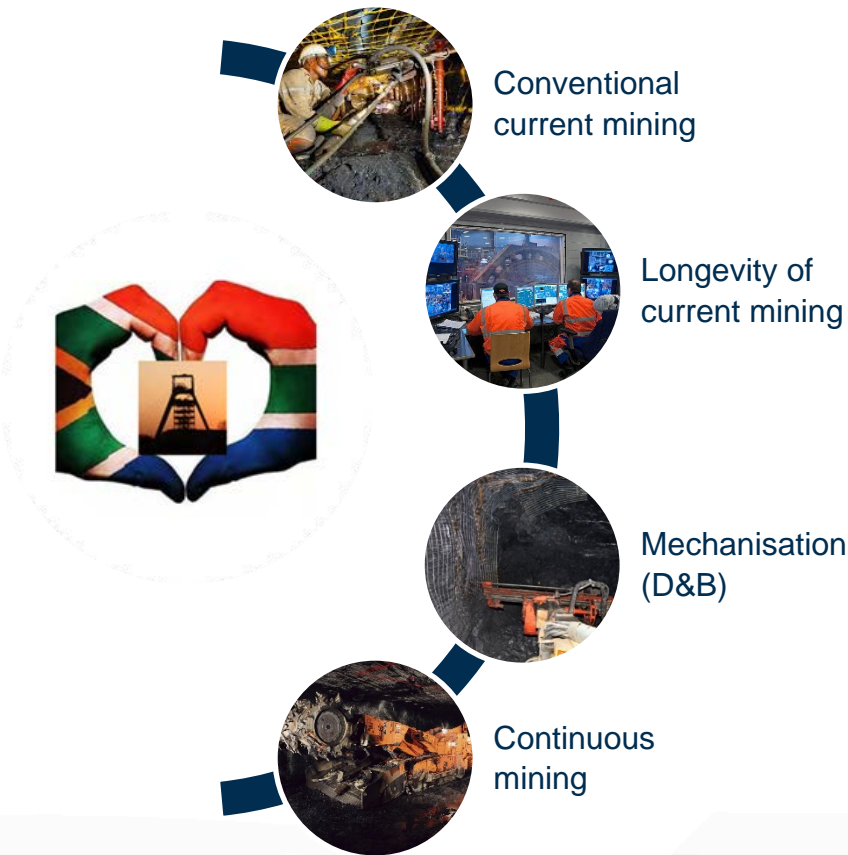 Conventional
current mining
Longevity of
current mining
Mechanisation
(D&B)
Continuous
mining